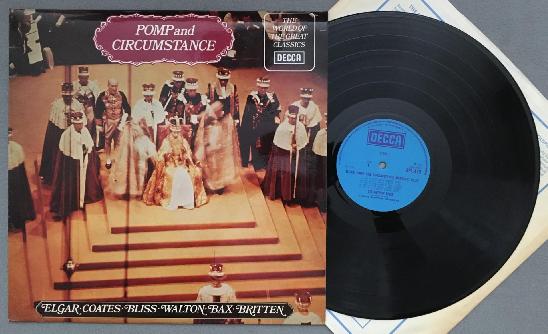 POMP and
CIRCUMSTANCE
THE
WORLD OF
THE GREAT
CLASSICS
DECCA
ELGAR·COATES·BLISS·WALTON·BAX·BRITTEN
DECCA